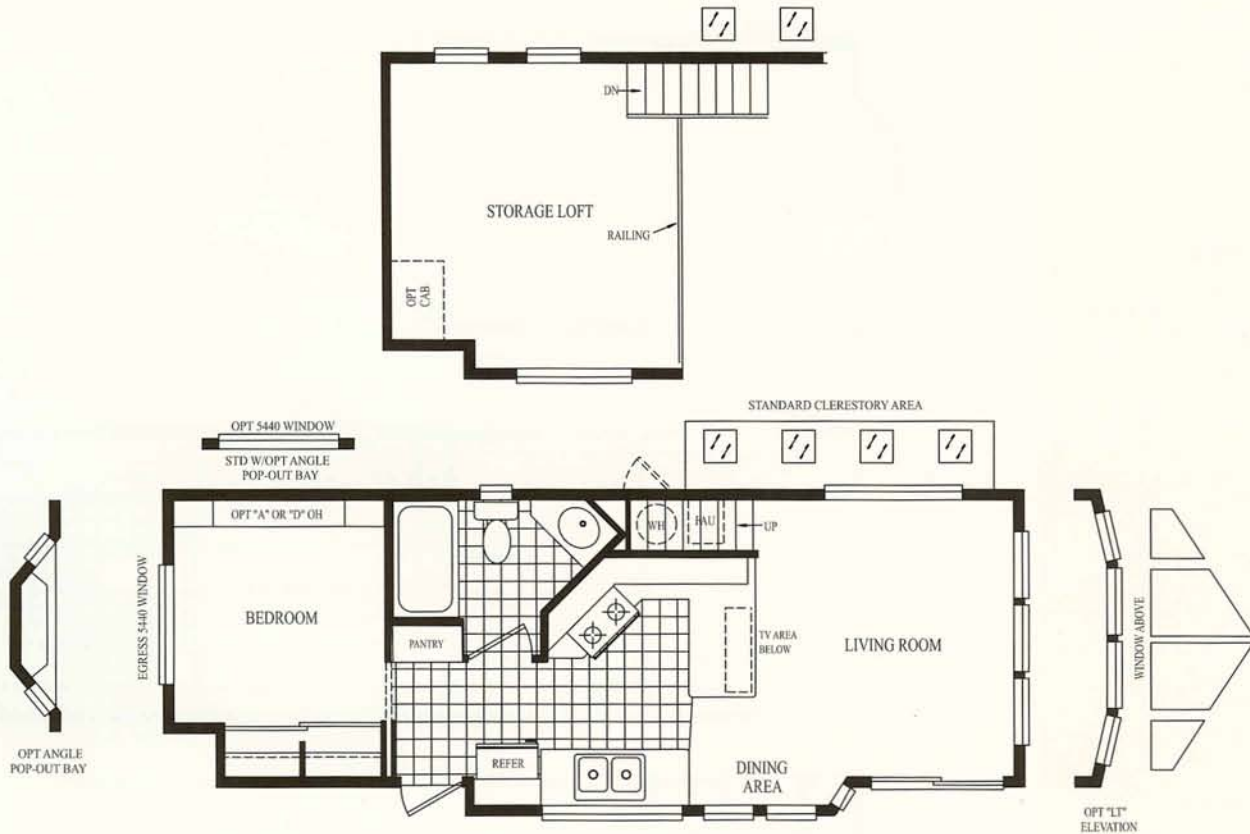 DN
STORAGE LOFT
RAILING
OPT
CAB
STANDARD CLERESTORY AREA
OPT 5440 WINDOW
STD W/OPT ANGLE
POP-OUT BAY
OPT "A" OR "D" OH
WH
FAU
UP
EGRESS 5440 WINDOW
BEDROOM
PANTRY
TV AREA
BELOW
LIVING ROOM
WINDOW ABOVE
OPT ANGLE
POP-OUT BAY
REFER
DINING
AREA
OPT "LT"
ELEVATION